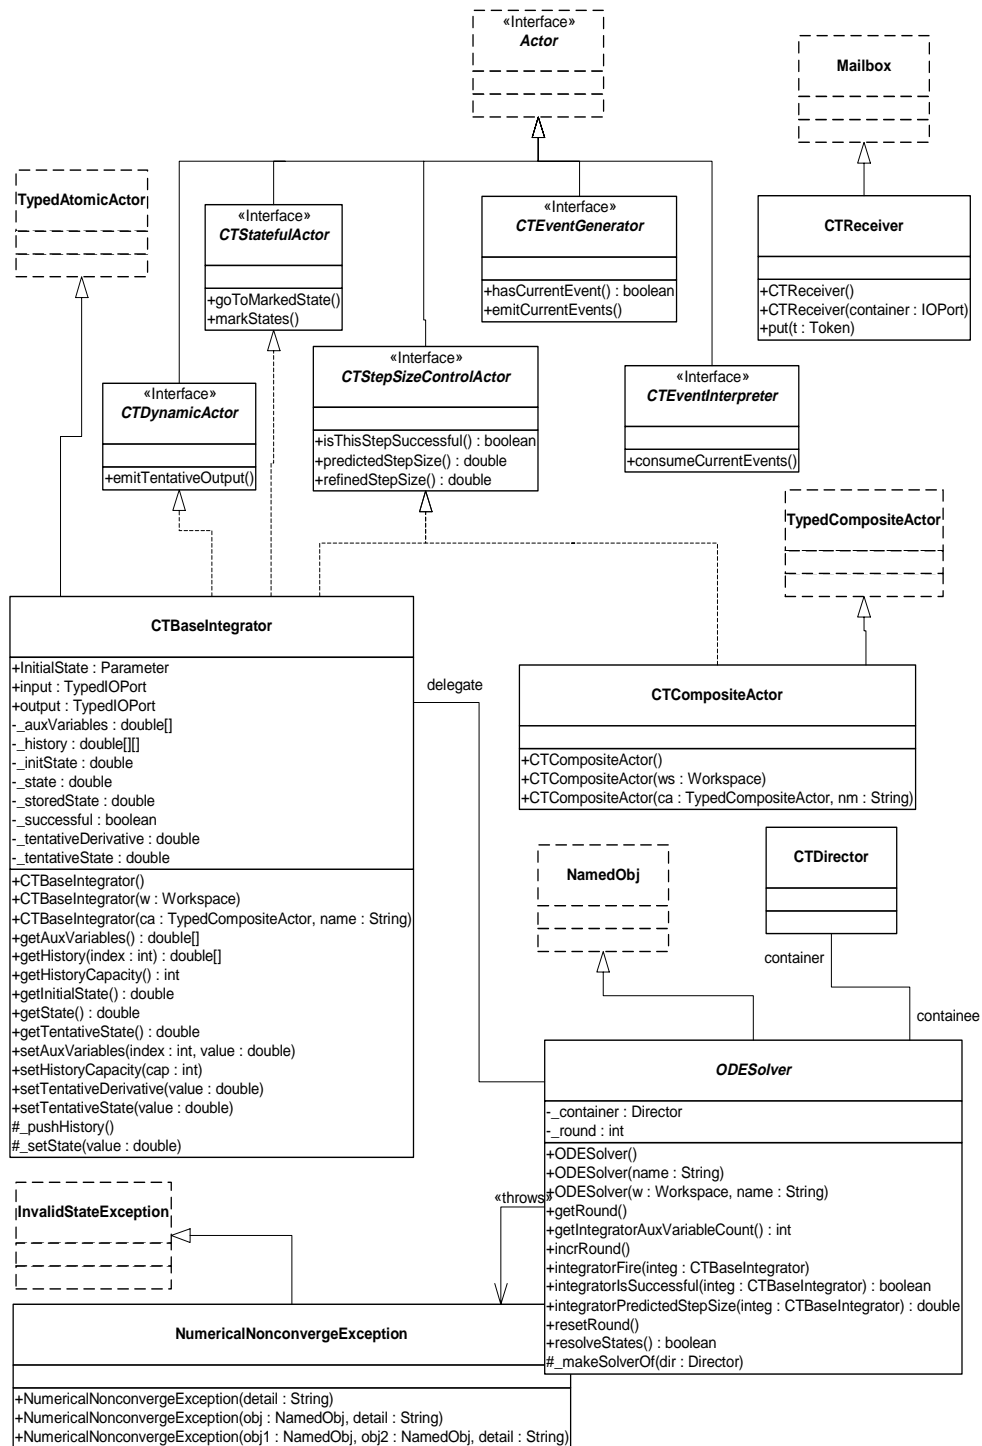 «Interface»
Actor
Mailbox
TypedAtomicActor
«Interface»
CTStatefulActor
+goToMarkedState()
+markStates()
«Interface»
CTEventGenerator
+hasCurrentEvent() : boolean
+emitCurrentEvents()
CTReceiver
+CTReceiver()
+CTReceiver(container : IOPort)
+put(t : Token)
«Interface»
CTDynamicActor
+emitTentativeOutput()
«Interface»
CTStepSizeControlActor
+isThisStepSuccessful() : boolean
+predictedStepSize() : double
+refinedStepSize() : double
«Interface»
CTEventInterpreter
+consumeCurrentEvents()
TypedCompositeActor
CTBaseIntegrator
+InitialState : Parameter
+input : TypedIOPort
+output : TypedIOPort
-_auxVariables : double[]
-_history : double[][]
-_initState : double
-_state : double
-_storedState : double
-_successful : boolean
-_tentativeDerivative : double
-_tentativeState : double
+CTBaseIntegrator()
+CTBaseIntegrator(w : Workspace)
+CTBaseIntegrator(ca : TypedCompositeActor, name : String)
+getAuxVariables() : double[]
+getHistory(index : int) : double[]
+getHistoryCapacity() : int
+getInitialState() : double
+getState() : double
+getTentativeState() : double
+setAuxVariables(index : int, value : double)
+setHistoryCapacity(cap : int)
+setTentativeDerivative(value : double)
+setTentativeState(value : double)
#_pushHistory()
#_setState(value : double)
delegate
CTCompositeActor
+CTCompositeActor()
+CTCompositeActor(ws : Workspace)
+CTCompositeActor(ca : TypedCompositeActor, nm : String)
NamedObj
CTDirector
container
containee
ODESolver
-_container : Director
-_round : int
+ODESolver()
+ODESolver(name : String)
+ODESolver(w : Workspace, name : String)
+getRound()
+getIntegratorAuxVariableCount() : int
+incrRound()
+integratorFire(integ : CTBaseIntegrator)
+integratorIsSuccessful(integ : CTBaseIntegrator) : boolean
+integratorPredictedStepSize(integ : CTBaseIntegrator) : double
+resetRound()
+resolveStates() : boolean
#_makeSolverOf(dir : Director)
«throws»
InvalidStateException
NumericalNonconvergeException
+NumericalNonconvergeException(detail : String)
+NumericalNonconvergeException(obj : NamedObj, detail : String)
+NumericalNonconvergeException(obj1 : NamedObj, obj2 : NamedObj, detail : String)